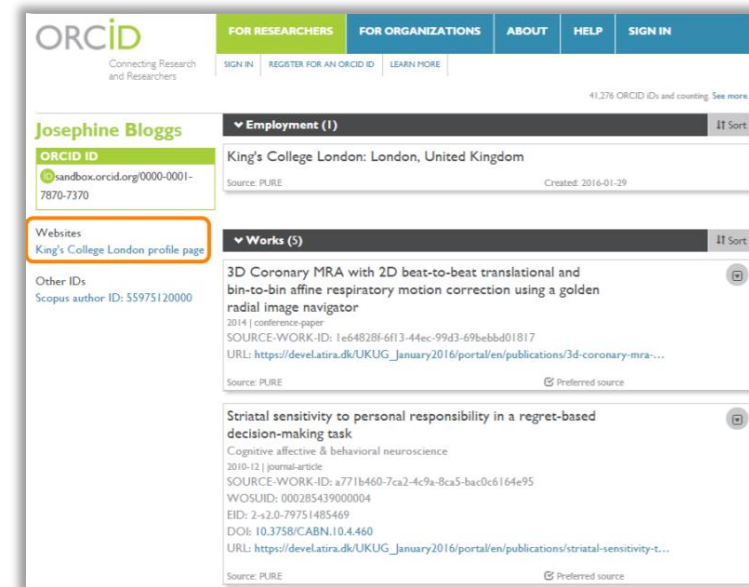 ORCID
Connecting Research
and Researchers
FOR RESEARCHERS FOR ORGANIZATIONS ABOUT HELP SIGN IN
SIGN IN REGISTER FOR AN ORCID ID LEARN MORE
41,276 ORCID iDs and counting. See more.
Josephine Bloggs
ORCID ID
iD sandbox.orcid.org/0000-0001-
7870-7370
Websites
King's College London profile page
Other IDs
Scopus author ID: 55975120000
Employment (1) Sort
King's College London: London, United Kingdom
Source: PURE Created: 2016-01-29
Works (5) Sort
3D Coronary MRA with 2D beat-to-beat translational and
bin-to-bin affine respiratory motion correction using a golden
radial image navigator
2014 | conference-paper
SOURCE-WORK-ID: 1e64828f-6f13-44ec-99d3-69bebbd01817
URL: https://devel.atira.dk/UKUG_January2016/portal/en/publications/3d-coronary-mra-...
Source: PURE Preferred source
Striatal sensitivity to personal responsibility in a regret-based
decision-making task
Cognitive affective & behavioral neuroscience
2010-12 | journal-article
SOURCE-WORK-ID: a771b460-7ca2-4c9a-8ca5-bac0c6164e95
WOSUID: 000285439000004
EID: 2-s2.0-79751485469
DOI: 10.3758/CABN.10.4.460
URL: https://devel.atira.dk/UKUG_January2016/portal/en/publications/striatal-sensitivity-t...
Source: PURE Preferred source